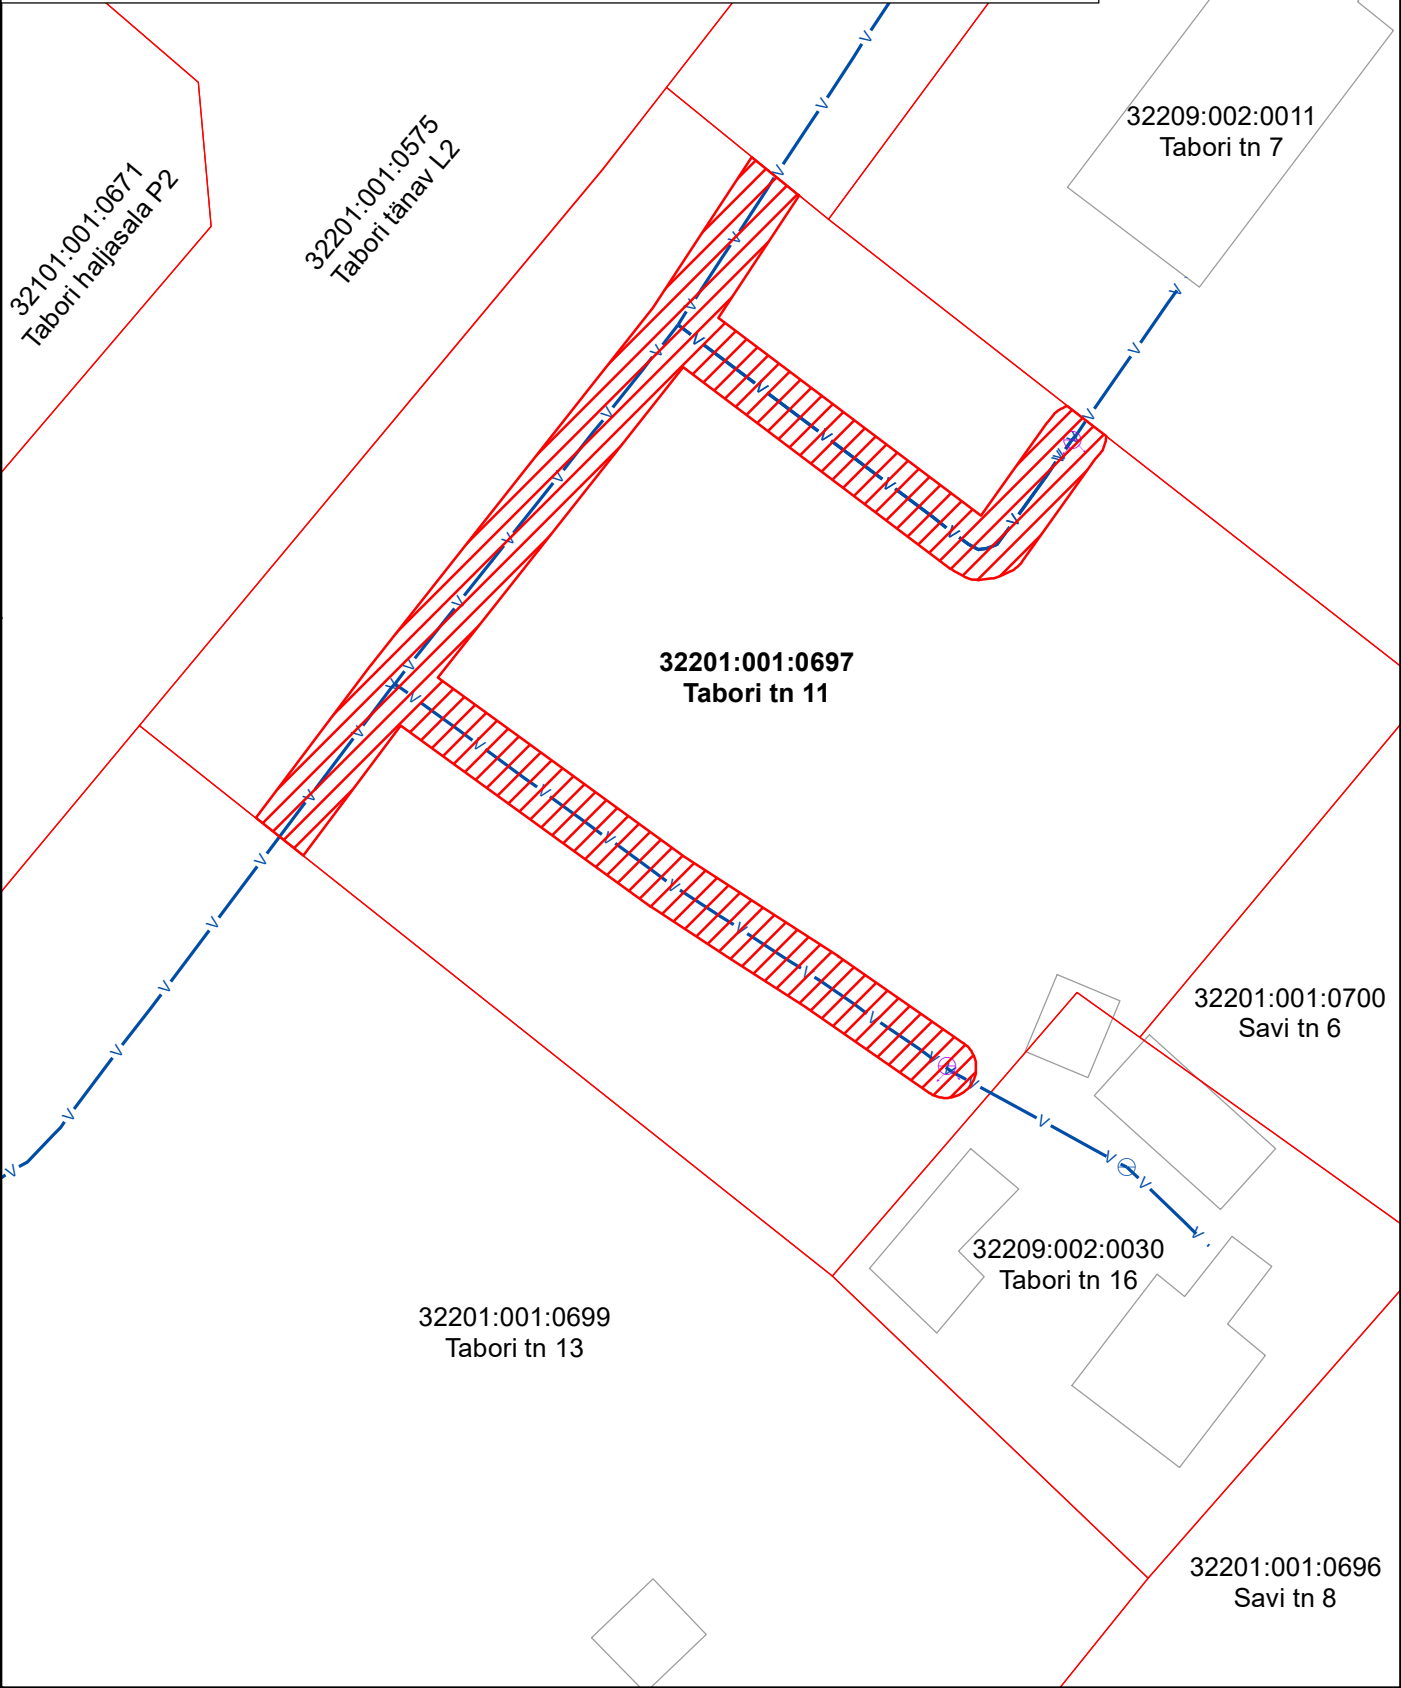 32209:002:0011
Tabori tn 7
32101:001:0671
Tabori haljasala P2
32201:001:0575
Tabori tänav L2
32201:001:0697
Tabori tn 11
32201:001:0700
Savi tn 6
32209:002:0030
Tabori tn 16
32201:001:0699
Tabori tn 13
32201:001:0696
Savi tn 8